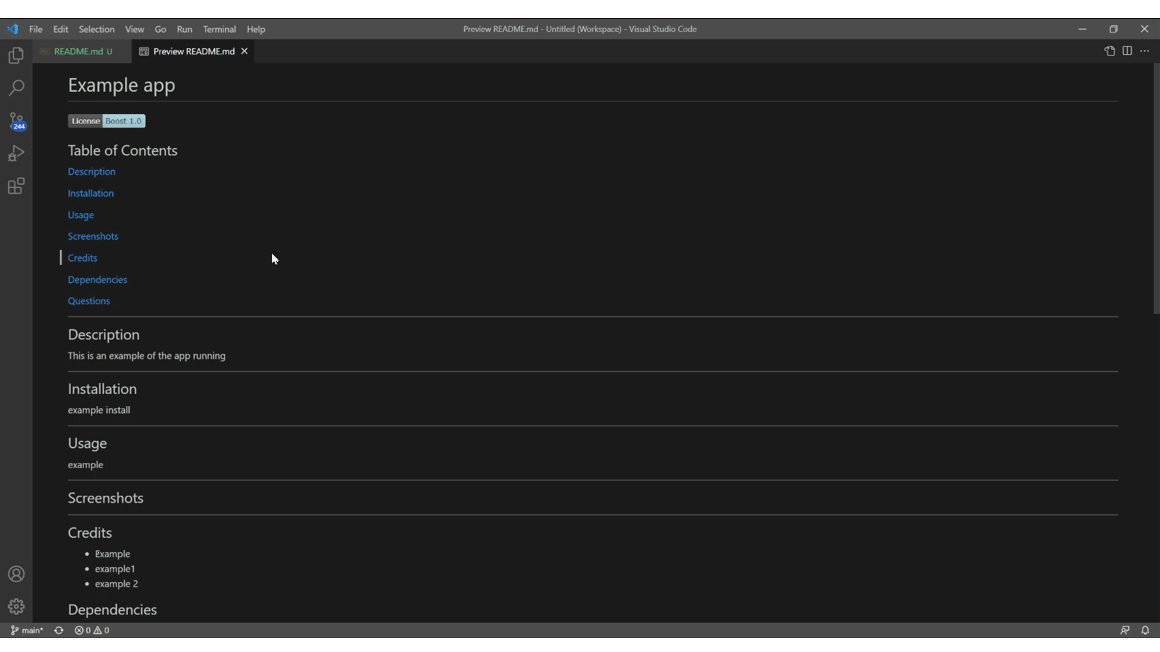 File Edit Selection View Go Run Terminal Help
Preview README.md - Untitled (Workspace) - Visual Studio Code
README.md U
Preview README.md
Example app
License Boost 1.0
Table of Contents
Description
Installation
Usage
Screenshots
Credits
Dependencies
Questions
244
Description
This is an example of the app running
Installation
example install
Usage
example
Screenshots
Credits
Example
example1
example 2
Dependencies
main* 0 0